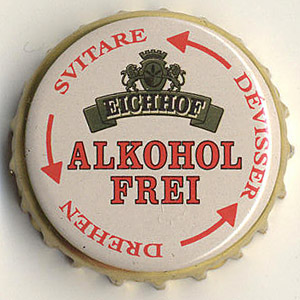 SVITARE
DÉVISSER
DREHEN
EICHHOF
ALKOHOL
FREI